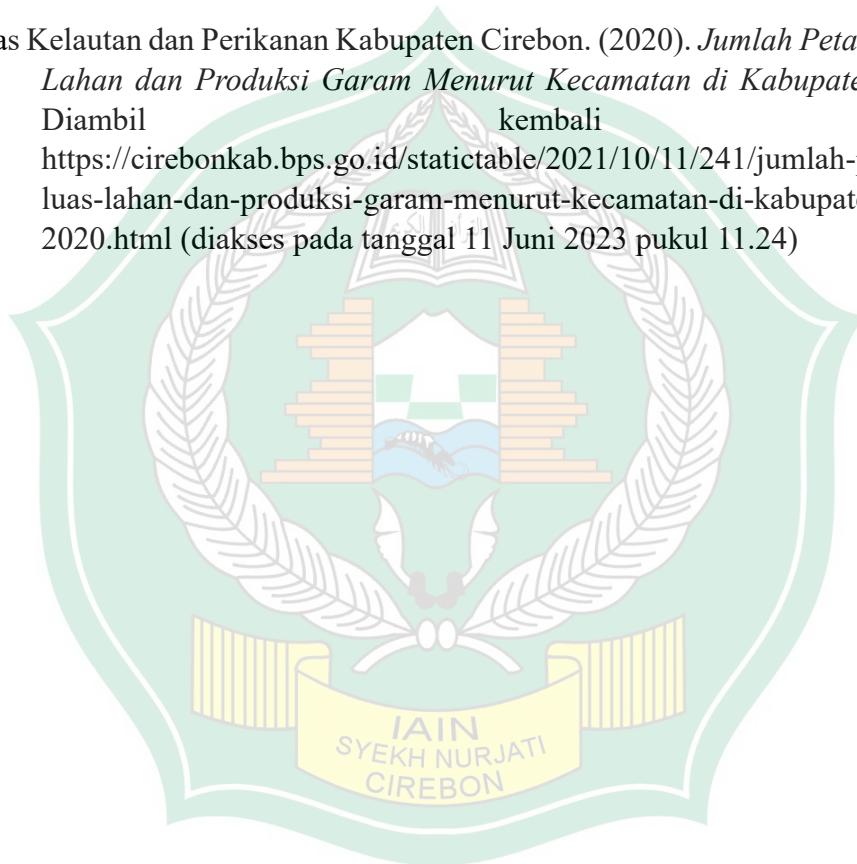 as Kelautan dan Perikanan Kabupaten Cirebon. (2020). Jumlah Peta
Lahan dan Produksi Garam Menurut Kecamatan di Kabupate
Diambil kembali
https://cirebonkab.bps.go.id/statictable/2021/10/11/241/jumlah-p
luas-lahan-dan-produksi-garam-menurut-kecamatan-di-kabupate
2020.html (diakses pada tanggal 11 Juni 2023 pukul 11.24)
IAIN
SYEKH NURJATI
CIREBON